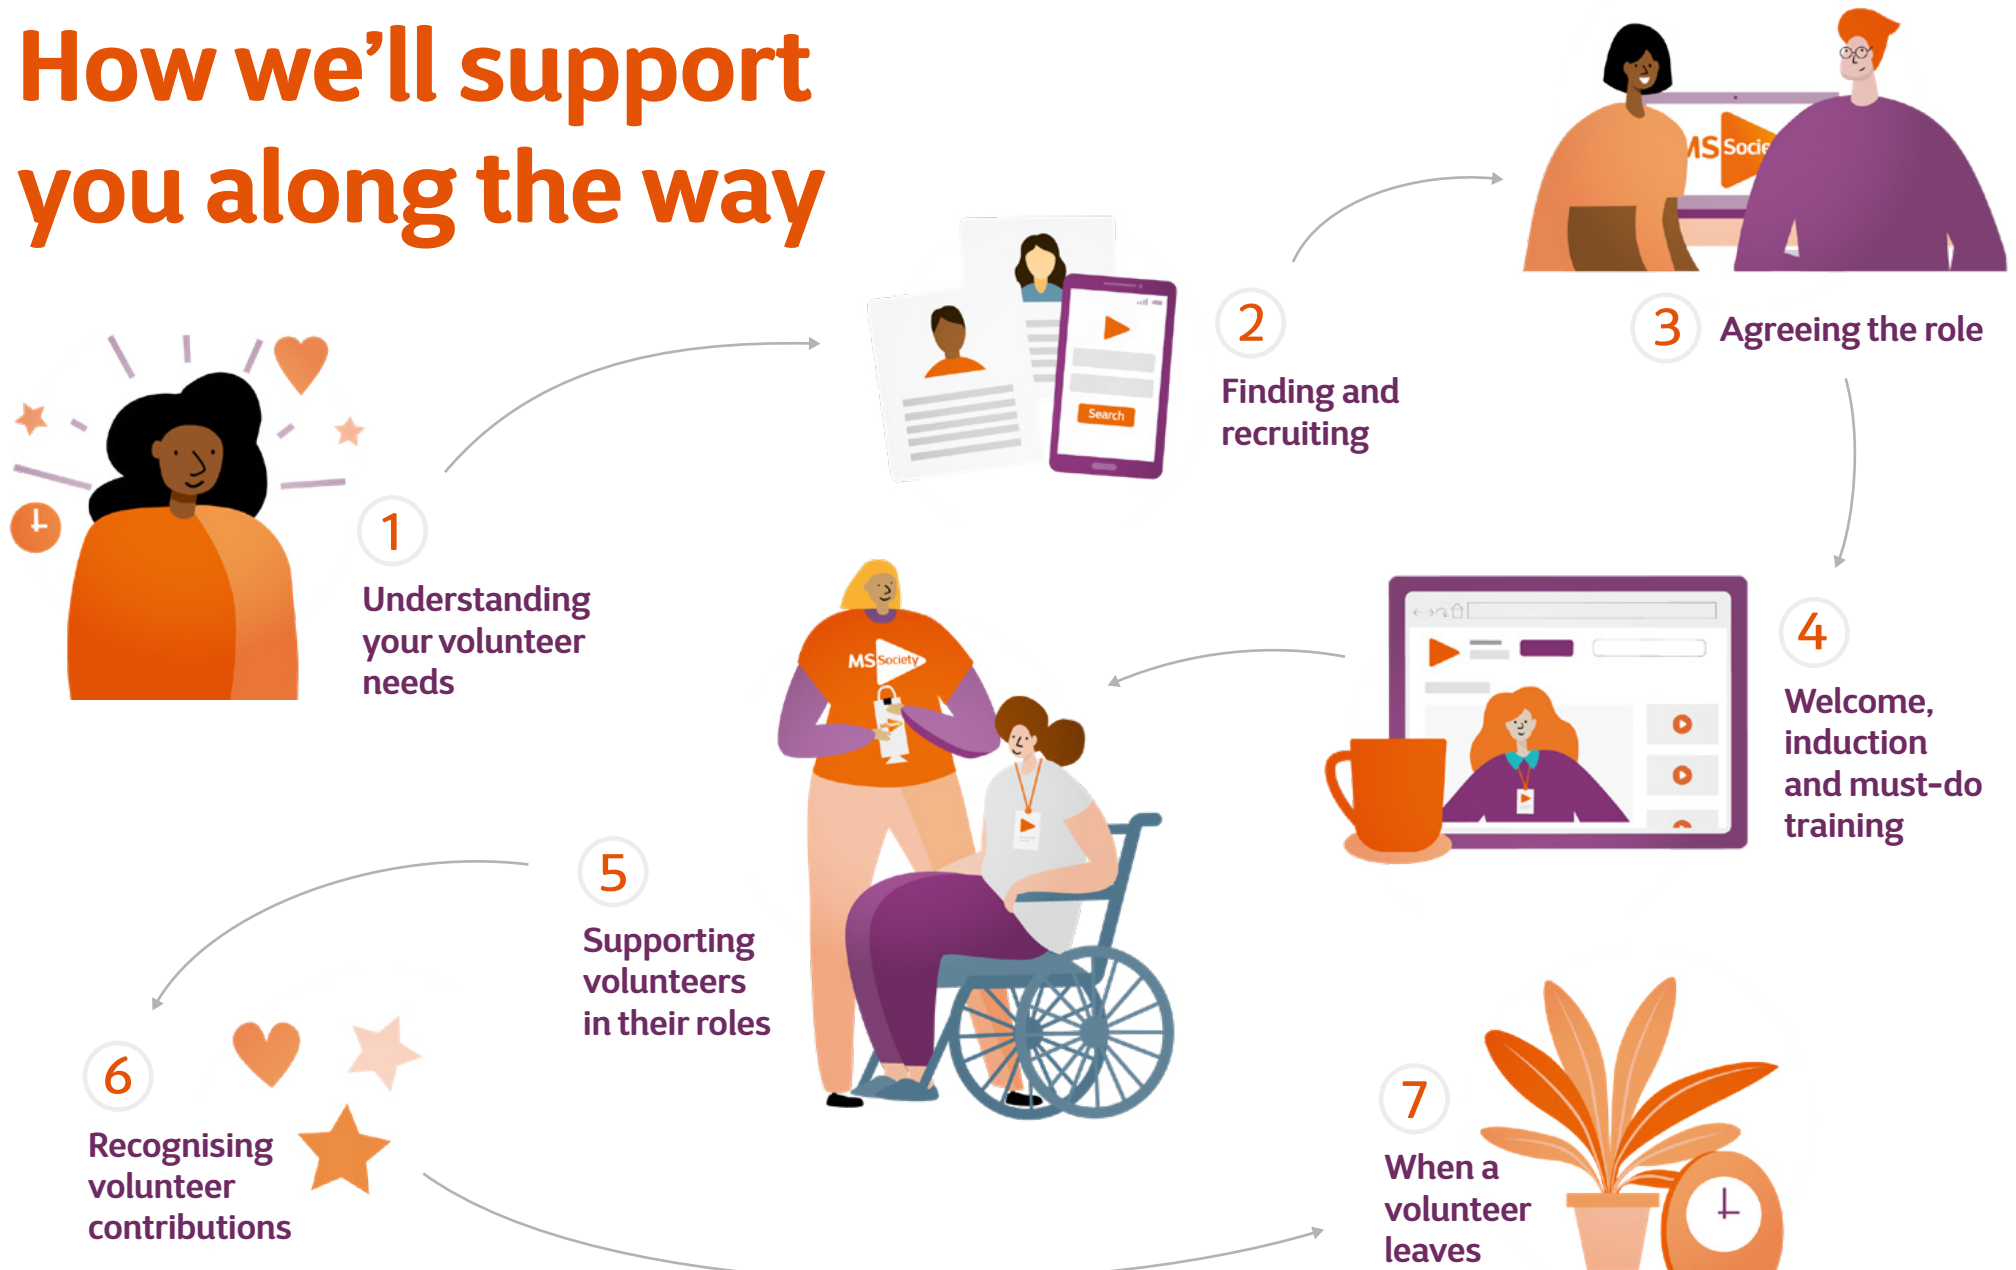 How we’ll support
you along the way
1
Understanding
your volunteer
needs
Search
2
Finding and
recruiting
MS Socie
3
Agreeing the role
4
Welcome,
induction
and must-do
training
MS Society
5
Supporting
volunteers
in their roles
6
Recognising
volunteer
contributions
7
When a
volunteer
leaves